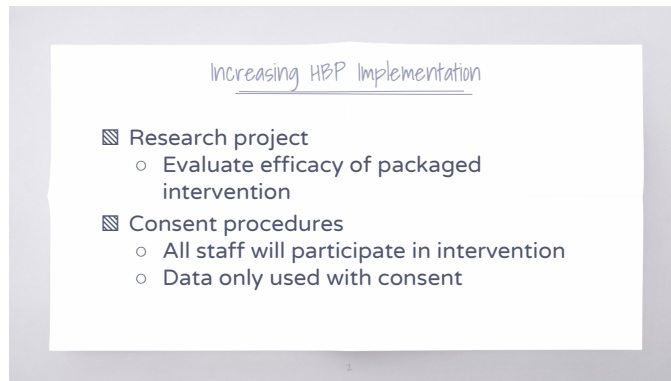 Increasing HBP Implementation
▧ Research project
○ Evaluate efficacy of packaged
intervention
▧ Consent procedures
○ All staff will participate in intervention
○ Data only used with consent
1